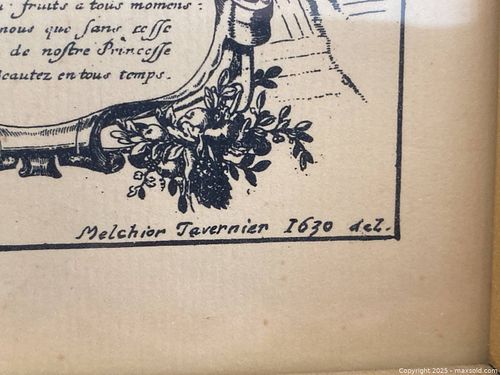 fruits a tous momens :
nous que sans cesse
de nostre Princesse
Beautez en tous temps.
Melchior Tavernier 1630 del.
Copyright 2025 - maxsold.com